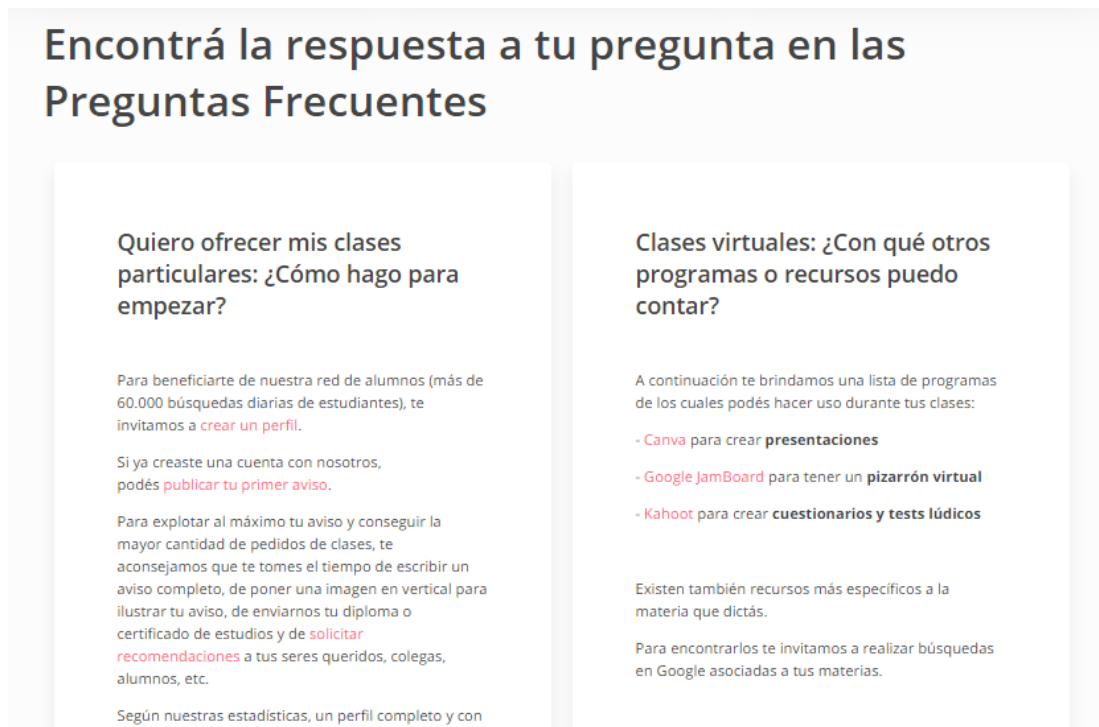 Encontrá la respuesta a tu pregunta en las
Preguntas Frecuentes
Quiero ofrecer mis clases
particulares: ¿Cómo hago para
empezar?
Para beneficiarte de nuestra red de alumnos (más de
60.000 búsquedas diarias de estudiantes), te
invitamos a crear un perfil.
Si ya creaste una cuenta con nosotros,
podés publicar tu primer aviso.
Para explotar al máximo tu aviso y conseguir la
mayor cantidad de pedidos de clases, te
aconsejamos que te tomes el tiempo de escribir un
aviso completo, de poner una imagen en vertical para
ilustrar tu aviso, de enviarnos tu diploma o
certificado de estudios y de solicitar
recomendaciones a tus seres queridos, colegas,
alumnos, etc.
Según nuestras estadísticas, un perfil completo y con
Clases virtuales: ¿Con qué otros
programas o recursos puedo
contar?
A continuación te brindamos una lista de programas
de los cuales podés hacer uso durante tus clases:
- Canva para crear presentaciones
- Google JamBoard para tener un pizarrón virtual
- Kahoot para crear cuestionarios y tests lúdicos
Existen también recursos más específicos a la
materia que dictás.
Para encontrarlos te invitamos a realizar búsquedas
en Google asociadas a tus materias.